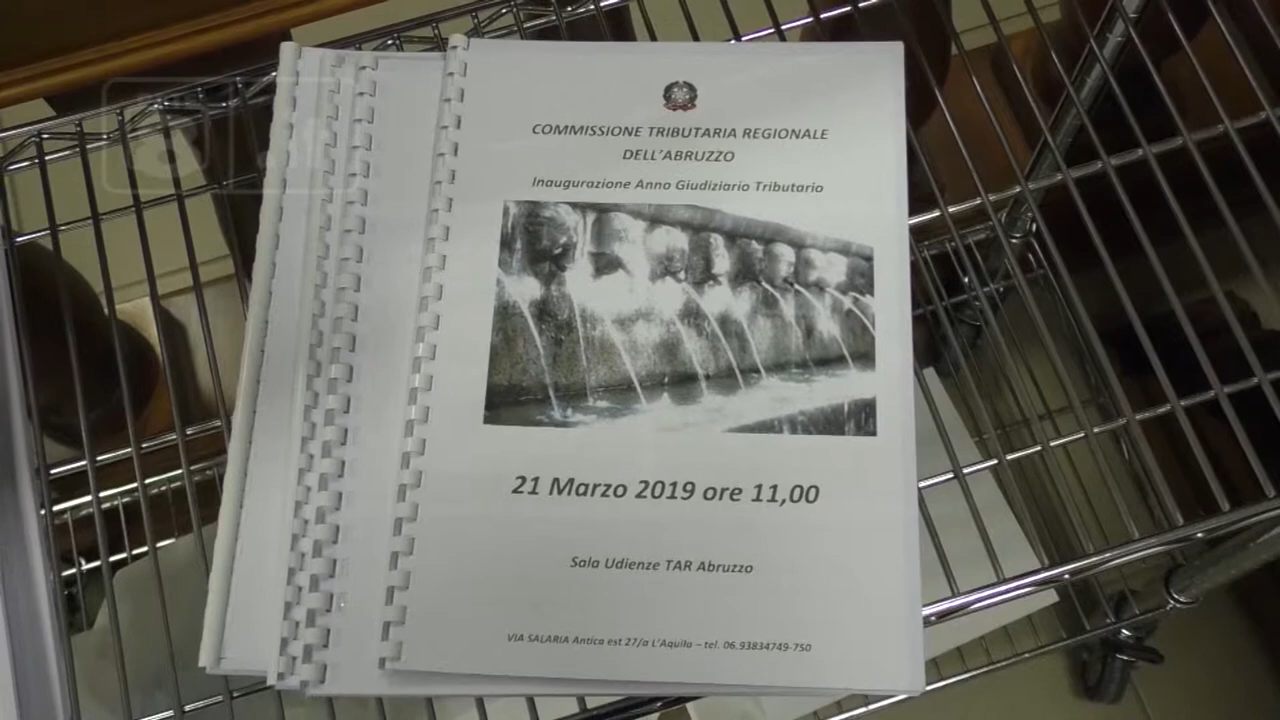 COMMISSIONE TRIBUTARIA REGIONALE
DELL'ABRUZZO
Inaugurazione Anno Giudiziario Tributario
21 Marzo 2019 ore 11,00
Sala Udienze TAR Abruzzo
VIA SALARIA Antica est 27/a L'Aquila – tel. 06.93834749-750